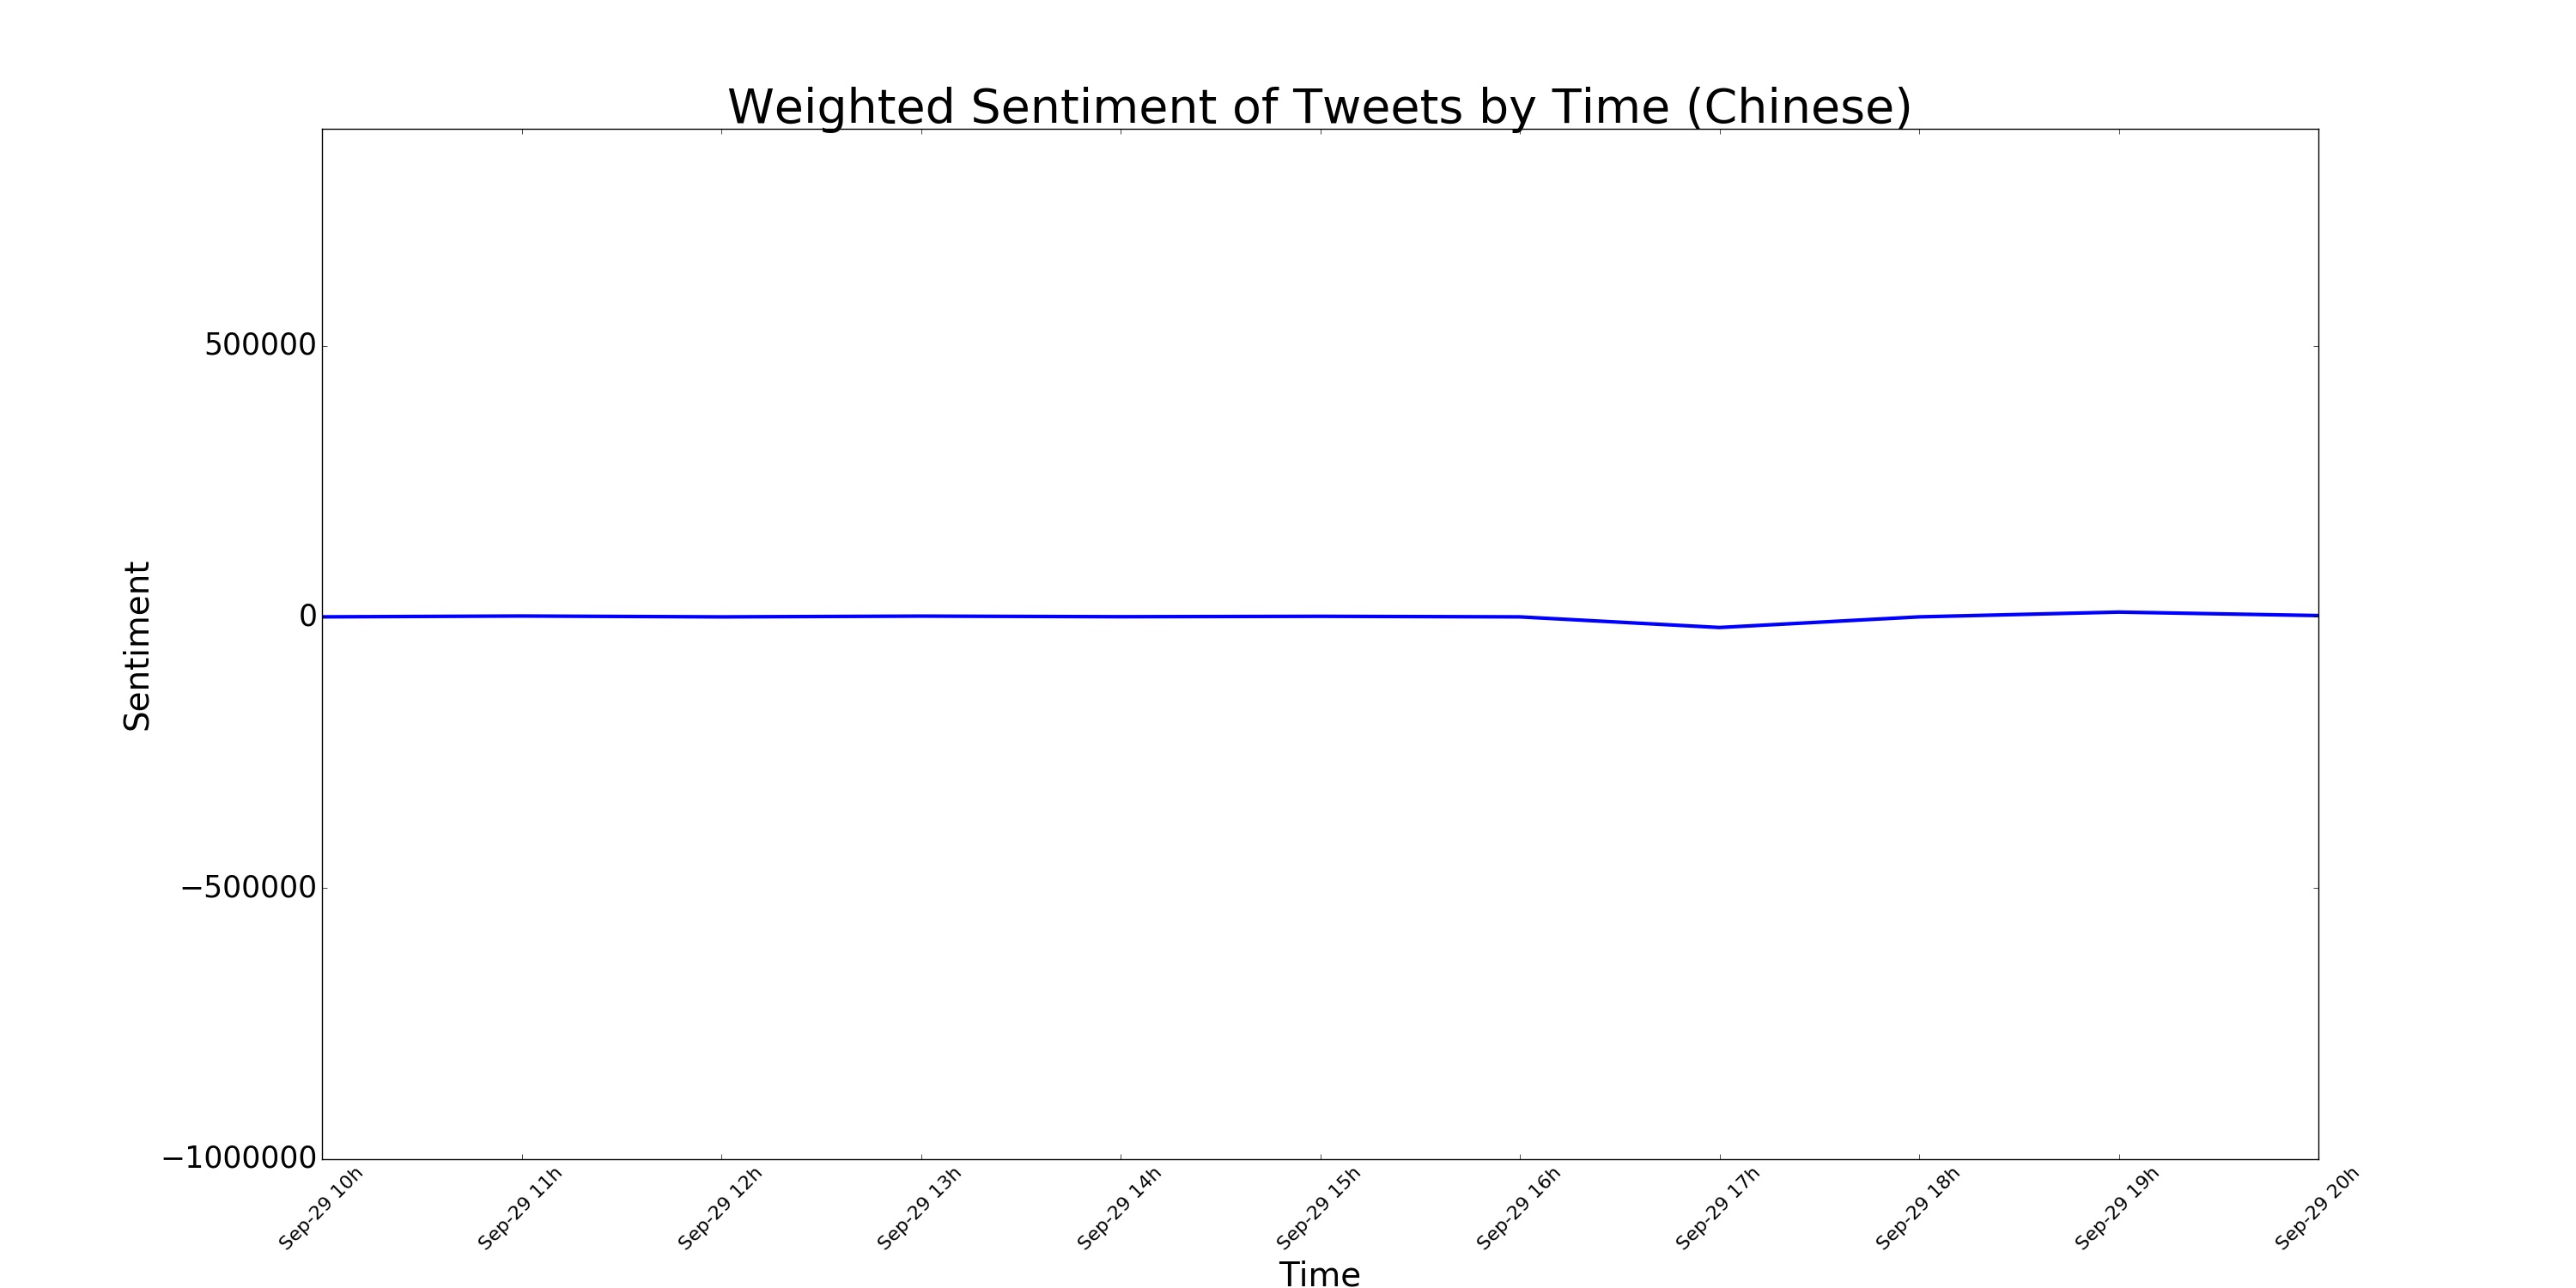 Weighted Sentiment of Tweets by Time (Chinese)
500000
0
−500000
−1000000
Sentiment
Sep-29 10h
Sep-29 11h
Sep-29 12h
Sep-29 13h
Sep-29 14h
Sep-29 15h
Sep-29 16h
Sep-29 17h
Sep-29 18h
Sep-29 19h
Sep-29 20h
Time